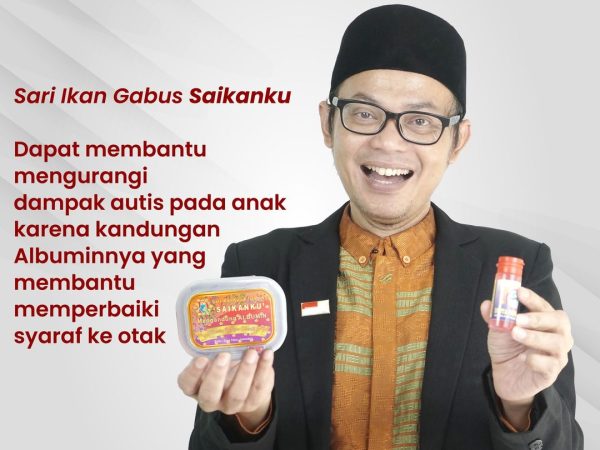 Sari Ikan Gabus Saikanku
Dapat membantu
mengurangi
dampak autis pada anak
karena kandungan
Albuminnya yang
membantu
memperbaiki
syaraf ke otak
SAIKANKU